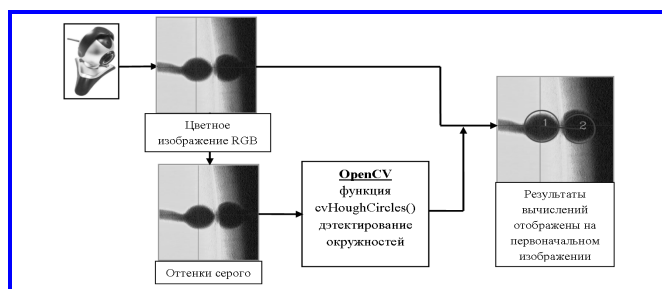 Цветное
изображение RGB
Оттенки серого
OpenCV
функция
cvHoughCircles()
дэтектирование
окружностей
1 2
Результаты
вычислений
отображены на
первоначальном
изображении